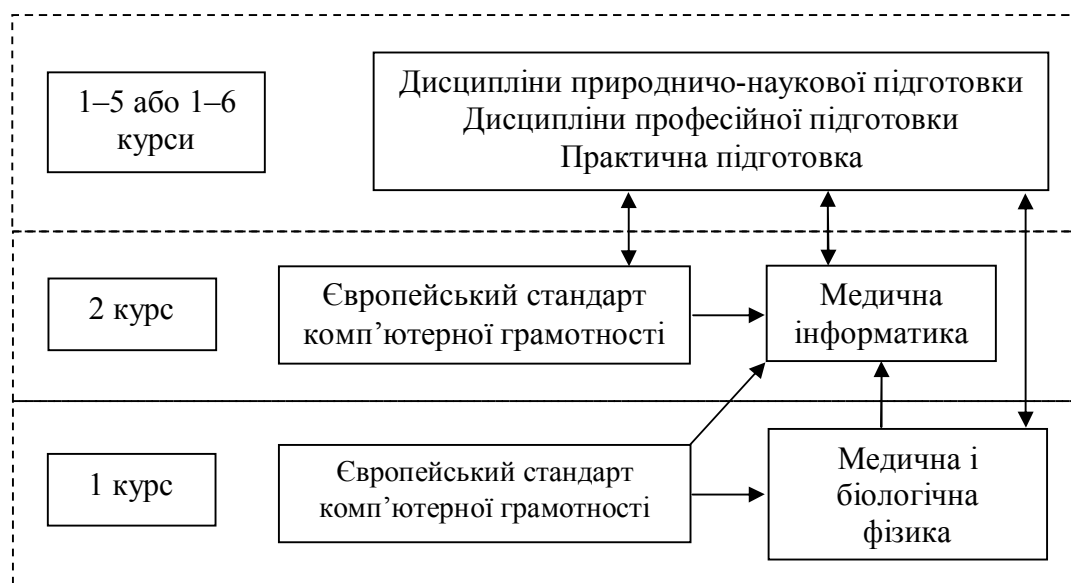 1–5 або 1–6
курси
Дисципліни природничо-наукової підготовки
Дисципліни професійної підготовки
Практична підготовка
2 курс
Європейський стандарт
комп’ютерної грамотності
Медична
інформатика
1 курс
Європейський стандарт
комп’ютерної грамотності
Медична і
біологічна
фізика